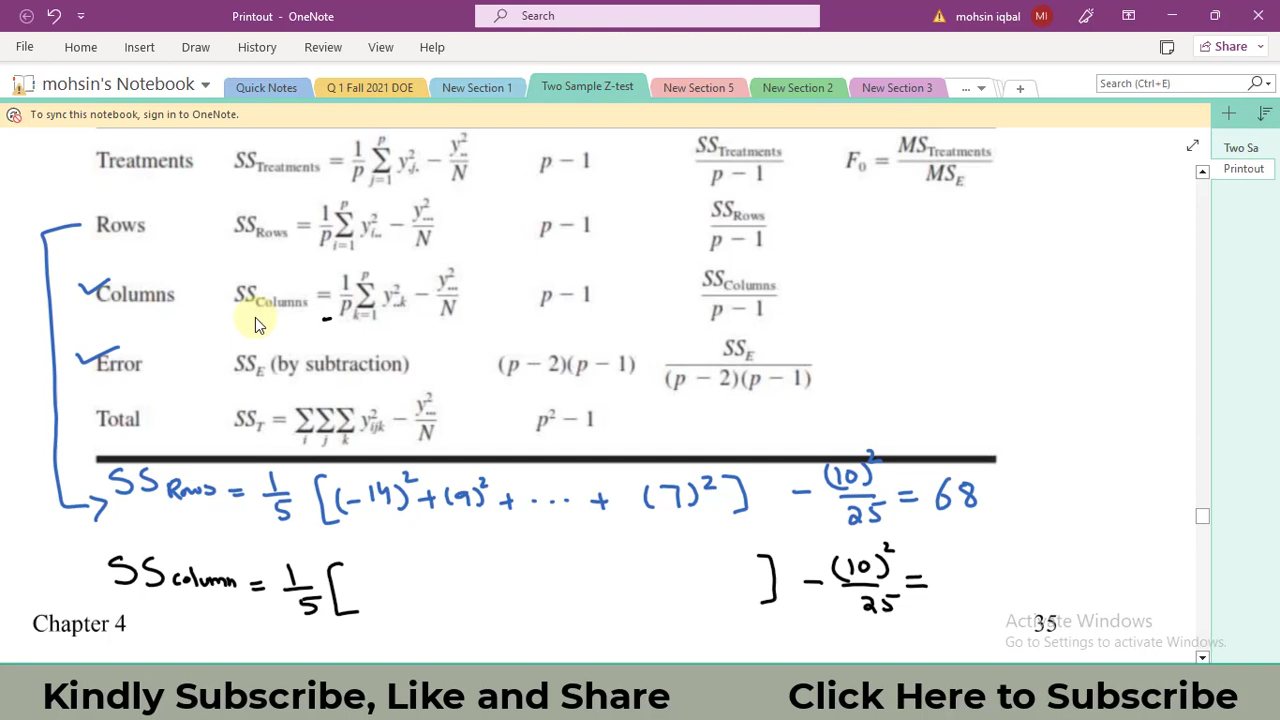 Printout - OneNote
Search
mohsin iqbal MI
File Home Insert Draw History Review View Help Share
mohsin's Notebook Quick Notes Q 1 Fall 2021 DOE New Section 1 Two Sample Z-test New Section 5 New Section 2 New Section 3 ... Search (Ctrl+E)
To sync this notebook, sign in to OneNote.
Two Sa
Printout
Treatments SS_Treatments = 1/p Σ_{j=1}^{p} y²_{.j.} − y²_{...}/N p − 1 SS_Treatments/(p − 1) F₀ = MS_Treatments/MS_E
Rows SS_Rows = 1/p Σ_{i=1}^{p} y²_{i..} − y²_{...}/N p − 1 SS_Rows/(p − 1)
Columns SS_Columns = 1/p Σ_{k=1}^{p} y²_{..k} − y²_{...}/N p − 1 SS_Columns/(p − 1)
Error SS_E (by subtraction) (p − 2)(p − 1) SS_E/((p − 2)(p − 1))
Total SS_T = Σ_i Σ_j Σ_k y²_{ijk} − y²_{...}/N p² − 1
SS Rows = 1/5 [(-14)² + (9)² + ... + (7)²] − (10)²/25 = 68
SS column = 1/5 [ ] − (10)²/25 =
Chapter 4 35
Activate Windows
Go to Settings to activate Windows.
Kindly Subscribe, Like and Share Click Here to Subscribe